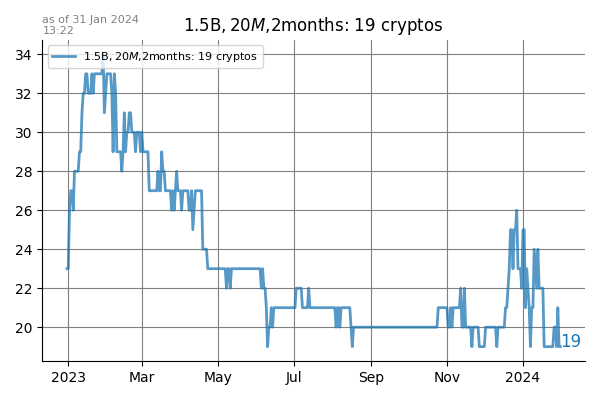 as of 31 Jan 2024
13:22
1.5B, 20M,2months: 19 cryptos
1.5B, 20M,2months: 19 cryptos
34
32
30
28
26
24
22
20
19
2023 Mar May Jul Sep Nov 2024